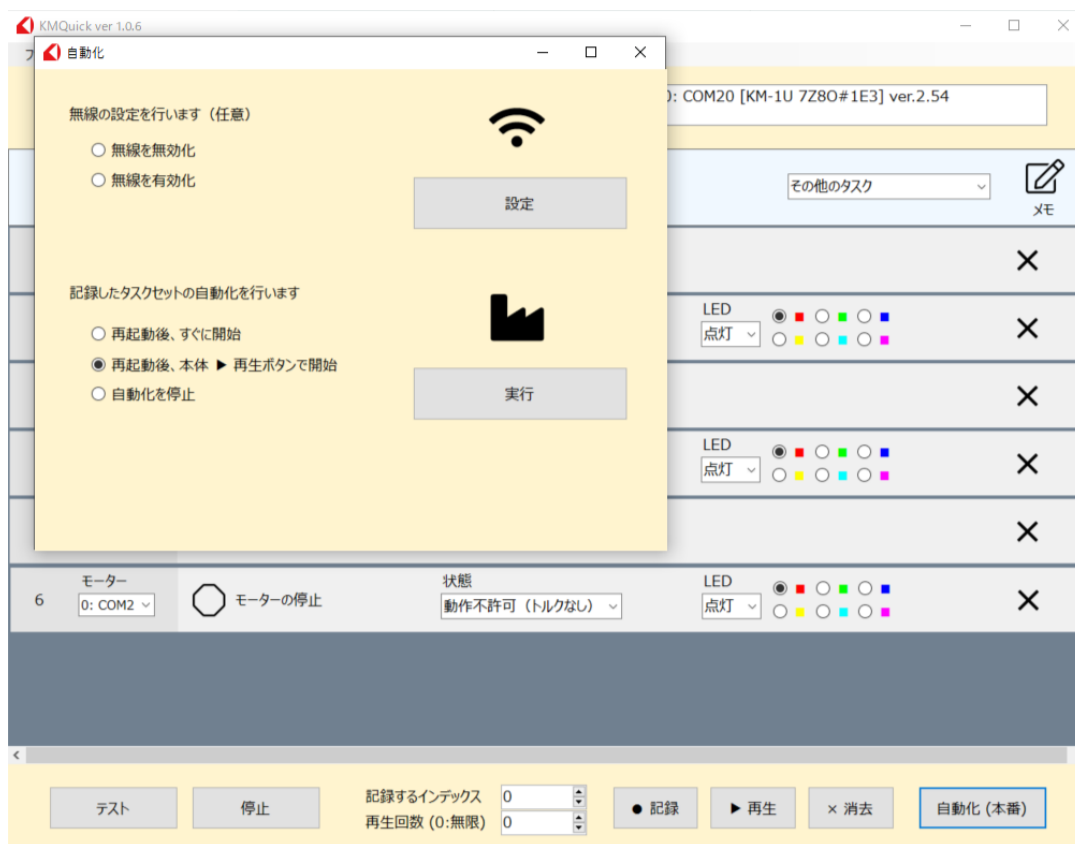 KMQuick ver 1.0.6
自動化
無線の設定を行います（任意）
無線を無効化
無線を有効化
設定
記録したタスクセットの自動化を行います
再起動後、すぐに開始
再起動後、本体 ▶ 再生ボタンで開始
自動化を停止
実行
: COM20 [KM-1U 7Z8O#1E3] ver.2.54
その他のタスク
メモ
LED
点灯
LED
点灯
6
モーター
0: COM2
モーターの停止
状態
動作不許可（トルクなし）
LED
点灯
テスト
停止
記録するインデックス 0
再生回数 (0:無限) 0
● 記録
▶ 再生
× 消去
自動化 (本番)